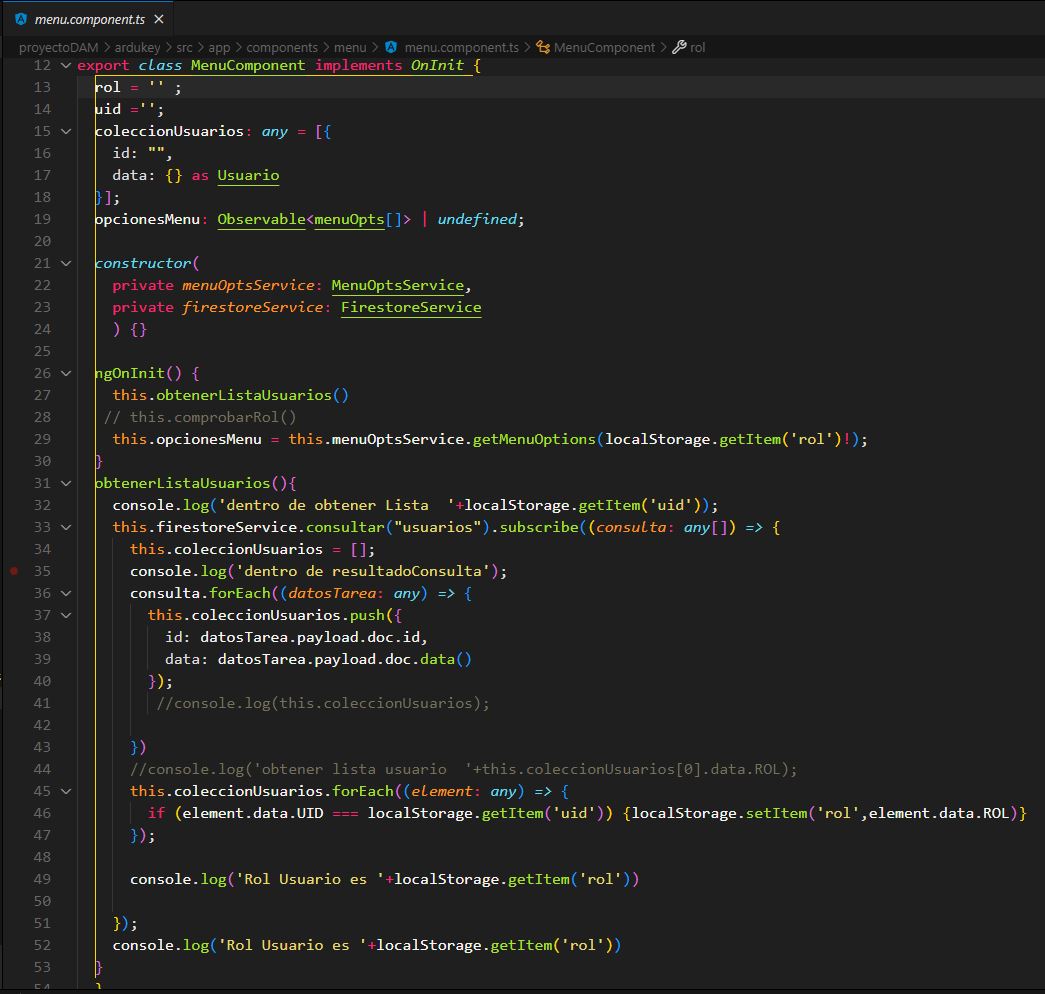 menu.component.ts ×
proyectoDAM > ardukey > src > app > components > menu > menu.component.ts > MenuComponent > rol
12 export class MenuComponent implements OnInit {
13 rol = '' ;
14 uid ='';
15 coleccionUsuarios: any = [{
16 id: "",
17 data: {} as Usuario
18 }];
19 opcionesMenu: Observable<menuOpts[]> | undefined;
20
21 constructor(
22 private menuOptsService: MenuOptsService,
23 private firestoreService: FirestoreService
24 ) {}
25
26 ngOnInit() {
27 this.obtenerListaUsuarios()
28 // this.comprobarRol()
29 this.opcionesMenu = this.menuOptsService.getMenuOptions(localStorage.getItem('rol')!);
30 }
31 obtenerListaUsuarios(){
32 console.log('dentro de obtener Lista  '+localStorage.getItem('uid'));
33 this.firestoreService.consultar("usuarios").subscribe((consulta: any[]) => {
34 this.coleccionUsuarios = [];
35 console.log('dentro de resultadoConsulta');
36 consulta.forEach((datosTarea: any) => {
37 this.coleccionUsuarios.push({
38 id: datosTarea.payload.doc.id,
39 data: datosTarea.payload.doc.data()
40 });
41 //console.log(this.coleccionUsuarios);
42
43 })
44 //console.log('obtener lista usuario  '+this.coleccionUsuarios[0].data.ROL);
45 this.coleccionUsuarios.forEach((element: any) => {
46 if (element.data.UID === localStorage.getItem('uid')) {localStorage.setItem('rol',element.data.ROL)}
47 });
48
49 console.log('Rol Usuario es '+localStorage.getItem('rol'))
50
51 });
52 console.log('Rol Usuario es '+localStorage.getItem('rol'))
53 }
54 }